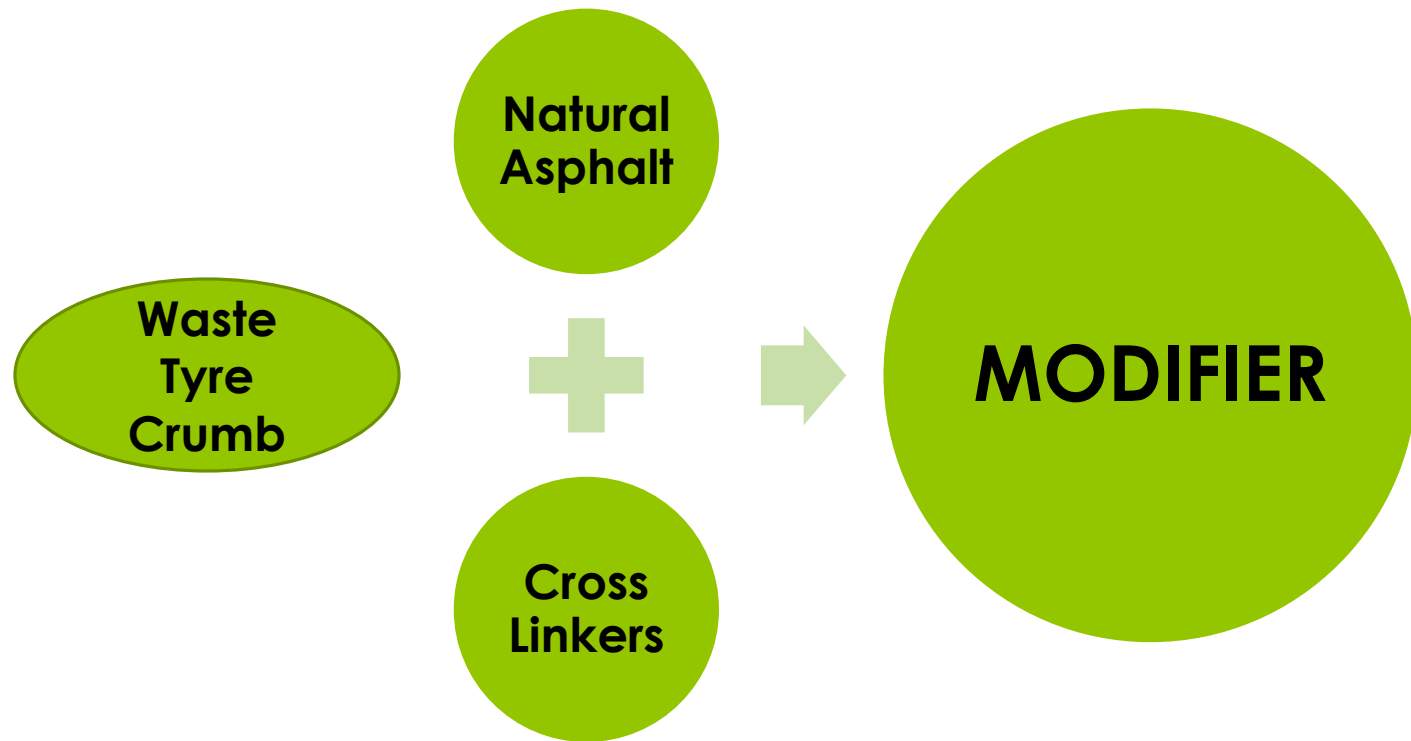 Natural
Asphalt
Waste
Tyre
Crumb
MODIFIER
Cross
Linkers